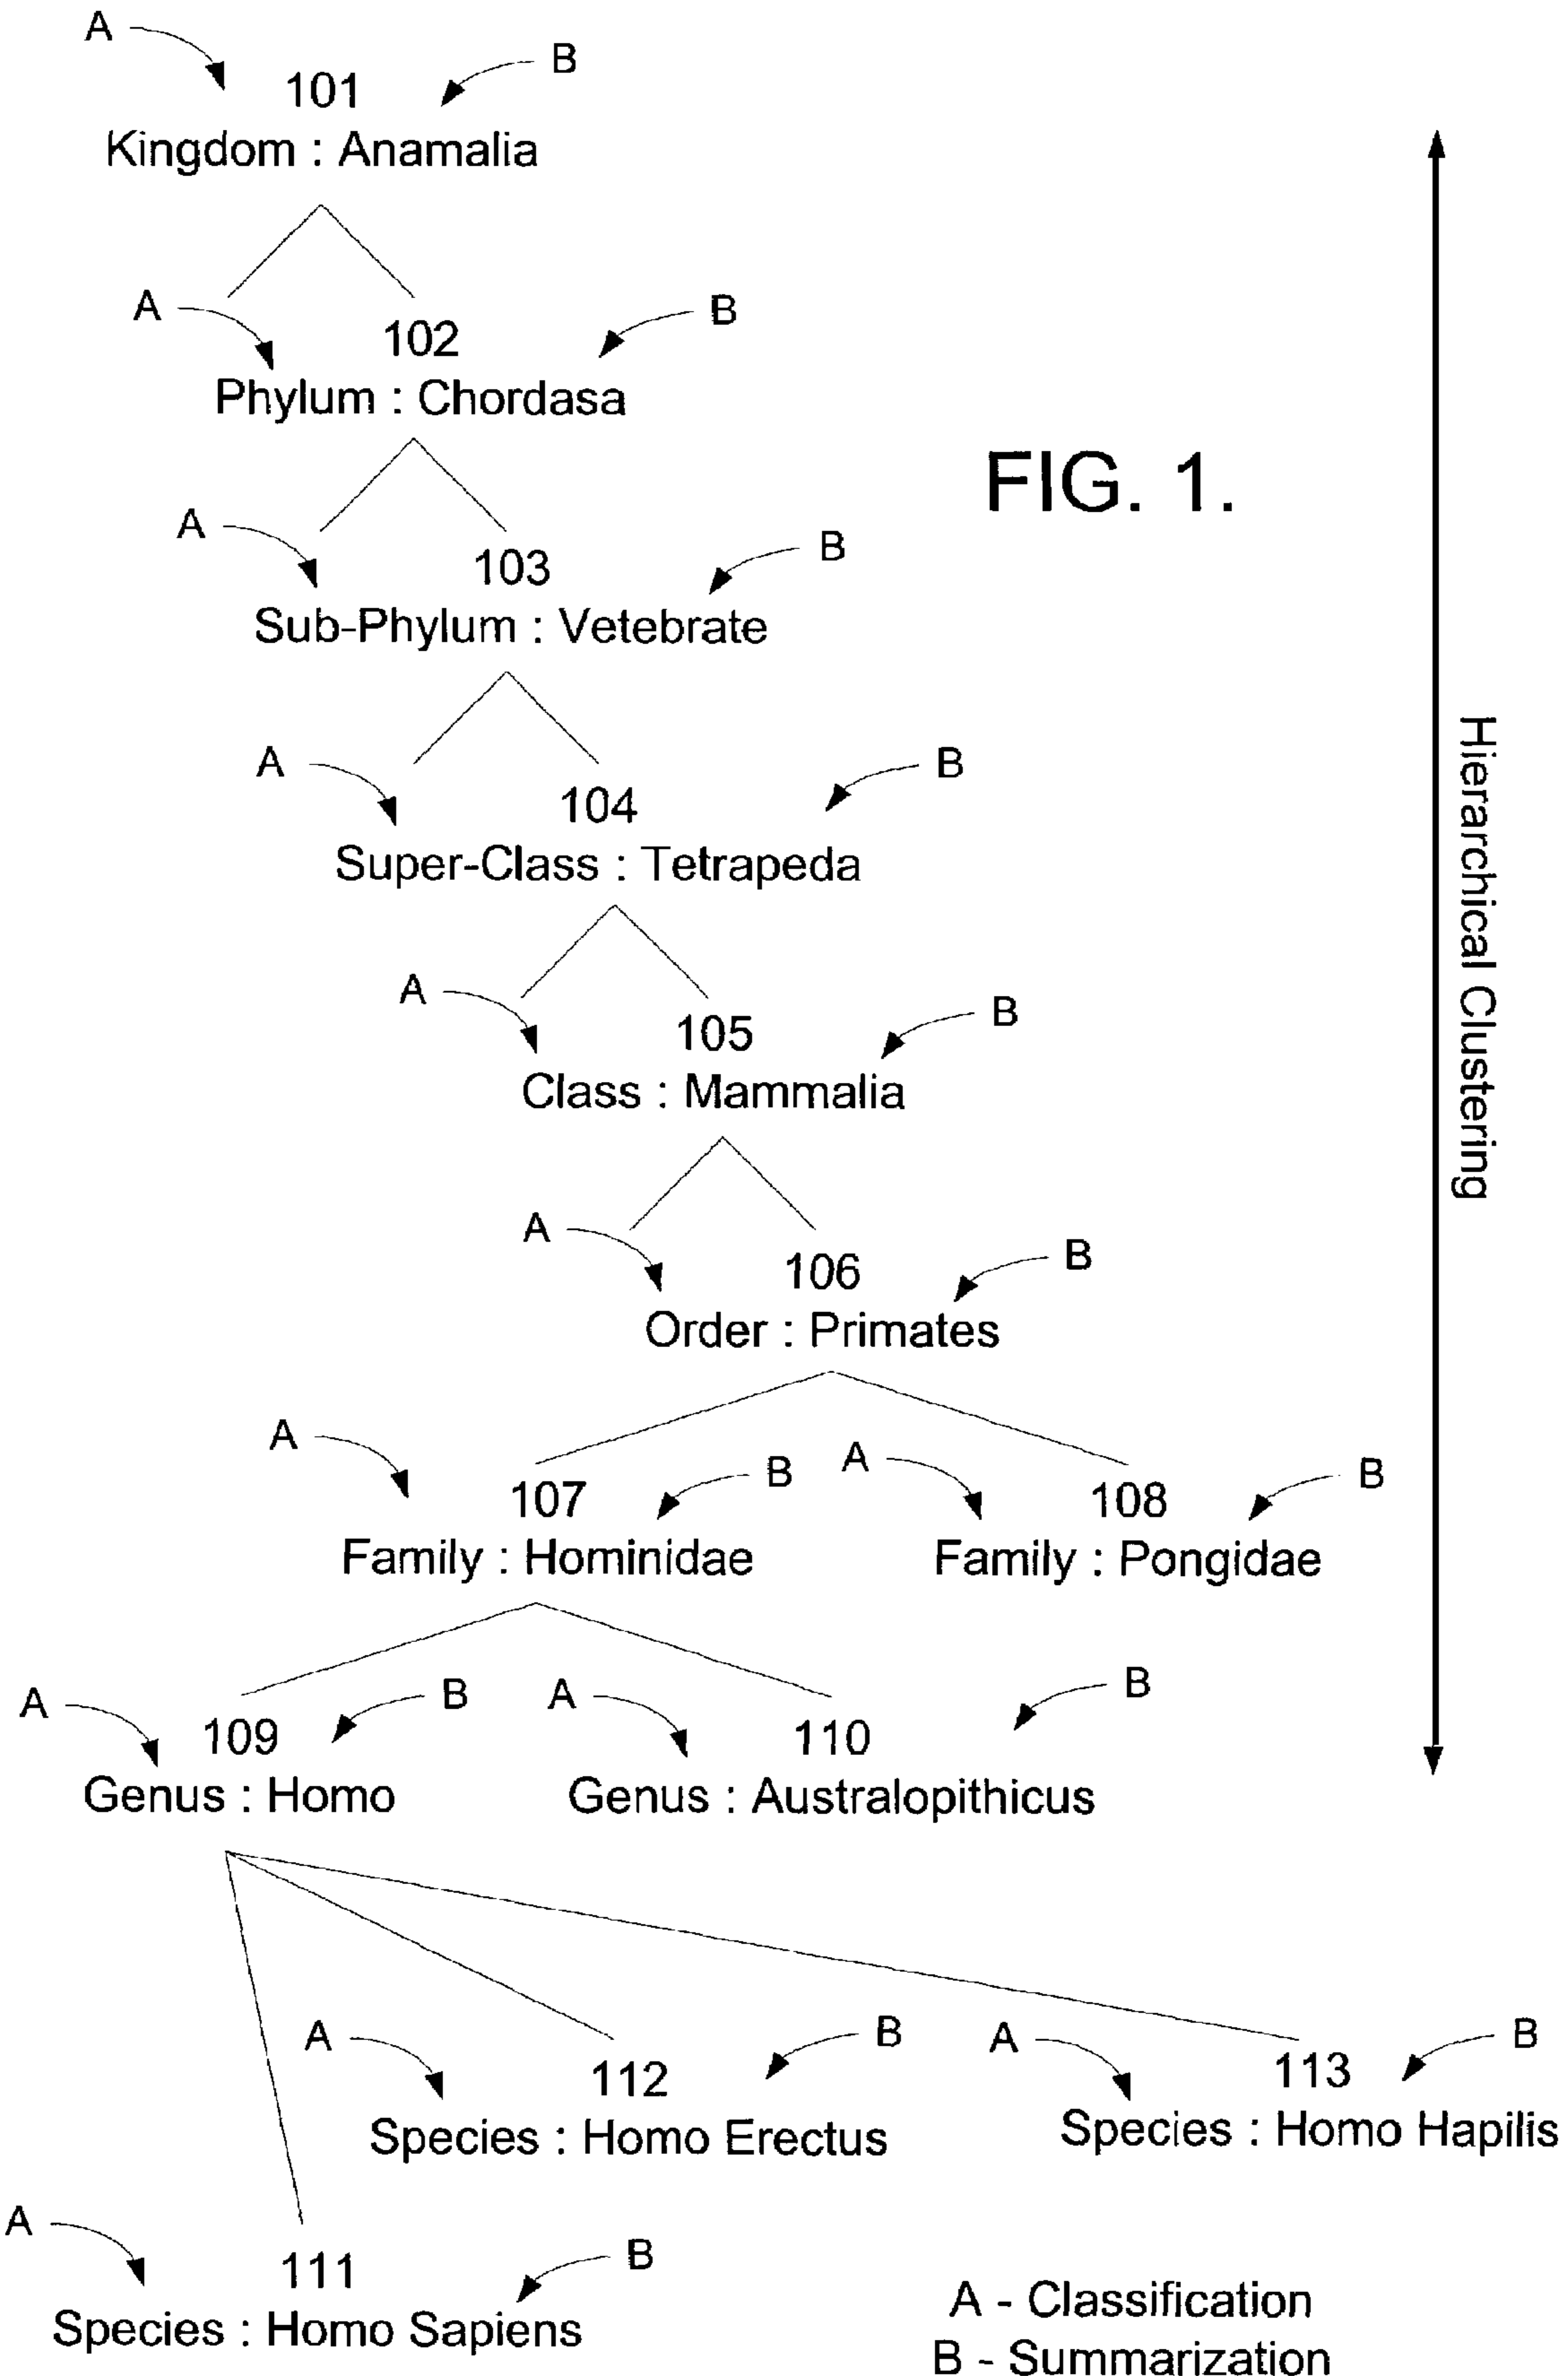 A
B
101
Kingdom : Anamalia
A
B
102
Phylum : Chordasa
FIG. 1.
A
B
103
Sub-Phylum : Vetebrate
A
B
104
Super-Class : Tetrapeda
Hierarchical Clustering
A
B
105
Class : Mammalia
A
B
106
Order : Primates
A
B
107
Family : Hominidae
A
B
108
Family : Pongidae
A
B
109
Genus : Homo
A
B
110
Genus : Australopithicus
A
B
112
Species : Homo Erectus
A
B
113
Species : Homo Hapilis
A
B
111
Species : Homo Sapiens
A - Classification
B - Summarization